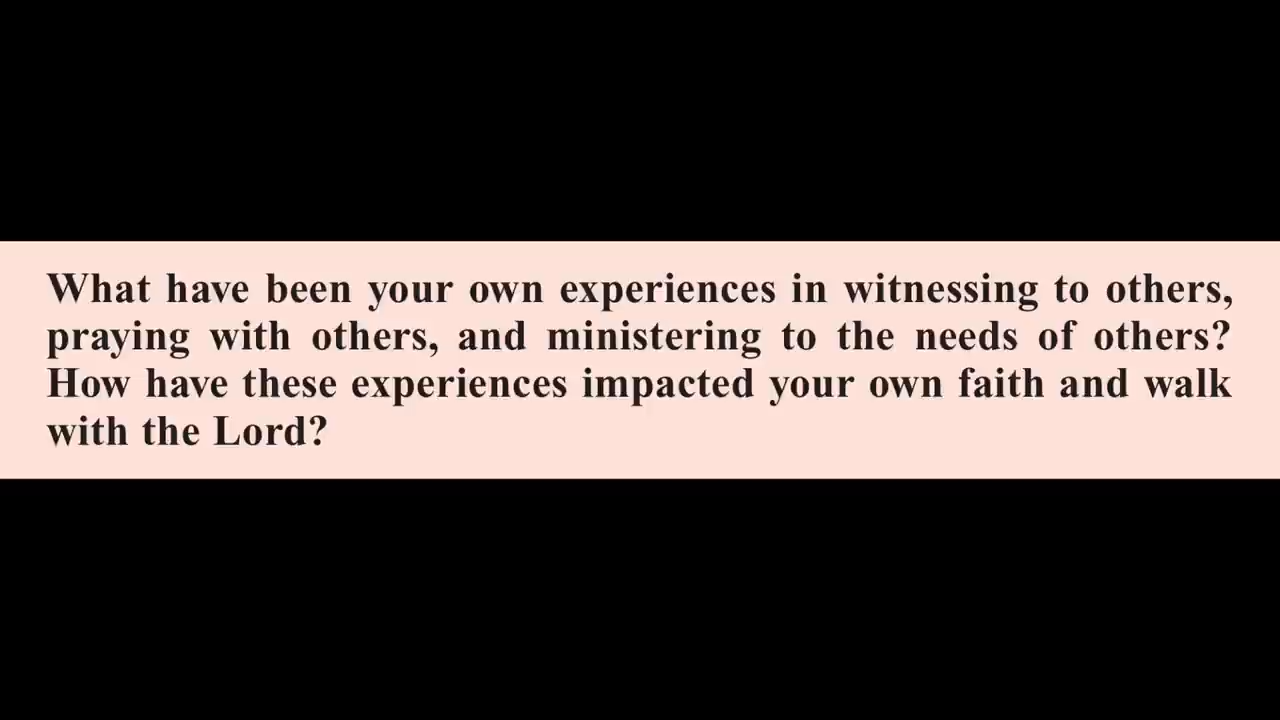 What have been your own experiences in witnessing to others,
praying with others, and ministering to the needs of others?
How have these experiences impacted your own faith and walk
with the Lord?